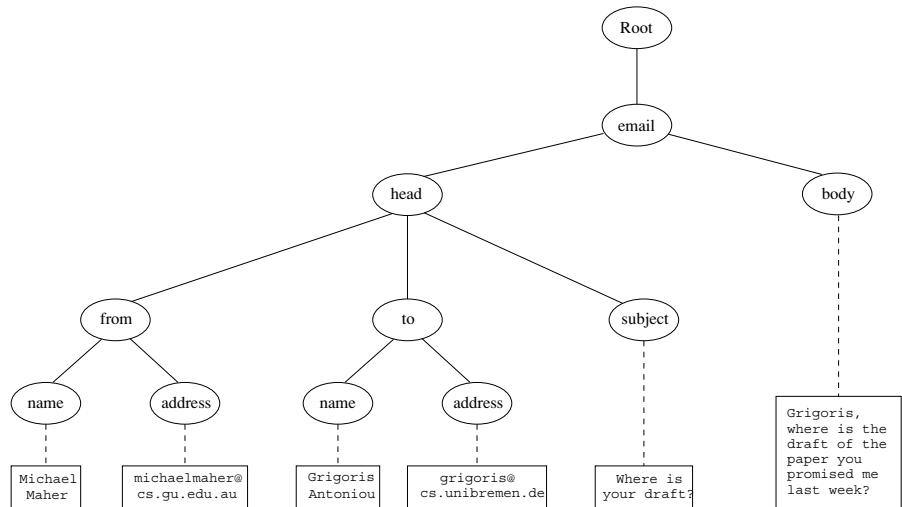 Root
email
head
body
from
to
subject
name
address
name
address
Michael
Maher
michaelmaher@
cs.gu.edu.au
Grigoris
Antoniou
grigoris@
cs.unibremen.de
Where is
your draft?
Grigoris,
where is the
draft of the
paper you
promised me
last week?